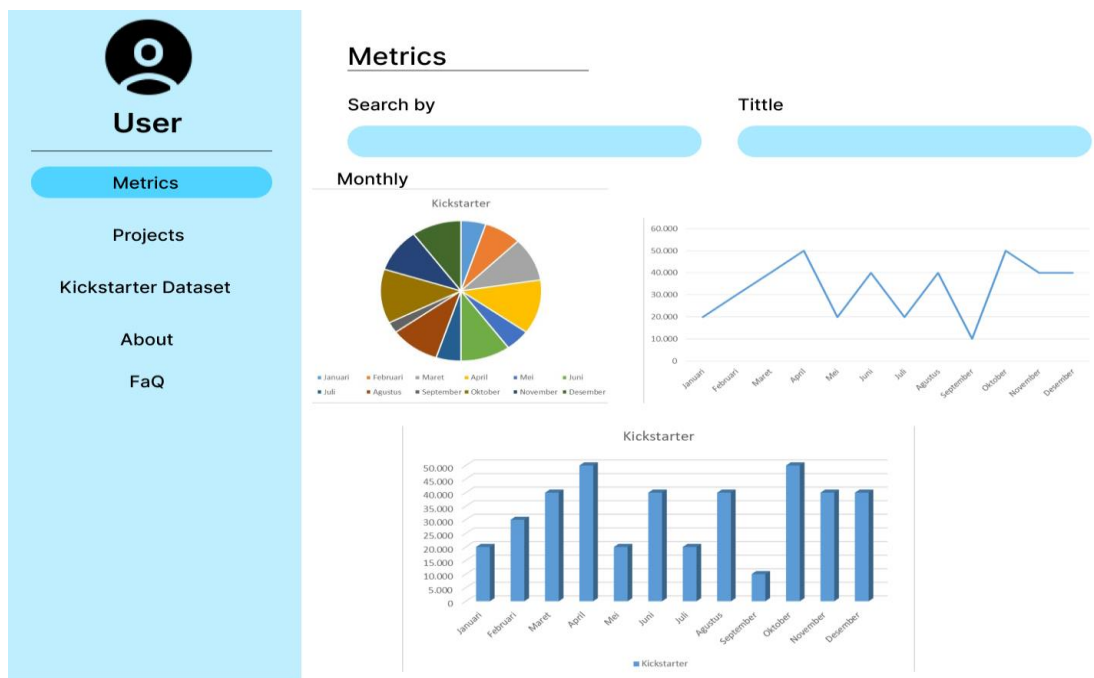 User
Metrics
Projects
Kickstarter Dataset
About
FaQ
Metrics
Search by
Tittle
Monthly
Kickstarter
Januari Februari Maret April Mei Juni
Juli Agustus September Oktober November Desember
60.000
50.000
40.000
30.000
20.000
10.000
0
Januari Februari Maret April Mei Juni Juli Agustus September Oktober November Desember
Kickstarter
50.000
45.000
40.000
35.000
30.000
25.000
20.000
15.000
10.000
5.000
0
Januari Februari Maret April Mei Juni Juli Agustus September Oktober November Desember
Kickstarter